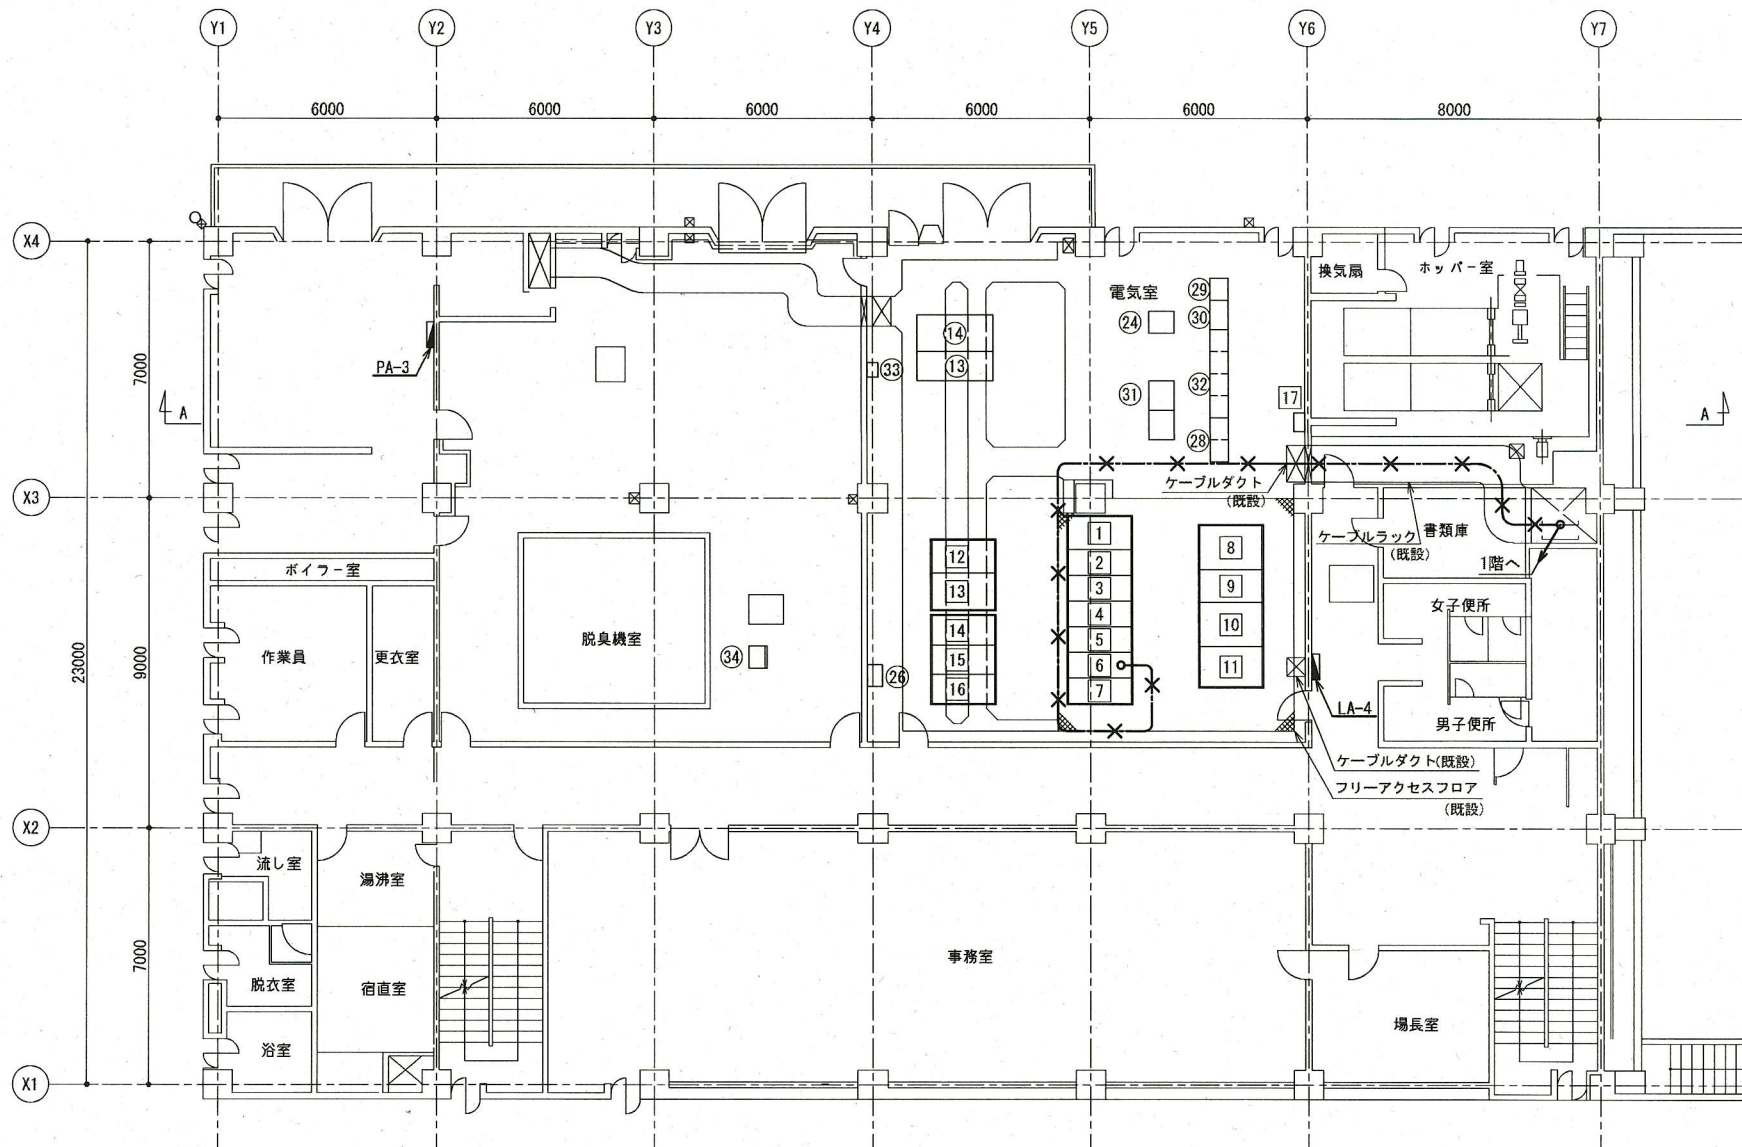 Y1 Y2 Y3 Y4 Y5 Y6 Y7
6000 6000 6000 6000 6000 8000
X4
X3
X2
X1
23000
7000
9000
7000
A
A
PA-3
電気室
換気扇
ホッパー室
14
13
33
24
31
29
30
32
28
17
ケーブルダクト
(既設)
ケーブルラック
(既設)
書類庫
1階へ
ボイラー室
作業員
更衣室
脱臭機室
34
26
12
13
14
15
16
1
2
3
4
5
6
7
8
9
10
11
LA-4
女子便所
男子便所
ケーブルダクト(既設)
フリーアクセスフロア
(既設)
流し室
湯沸室
脱衣室
宿直室
浴室
事務室
場長室